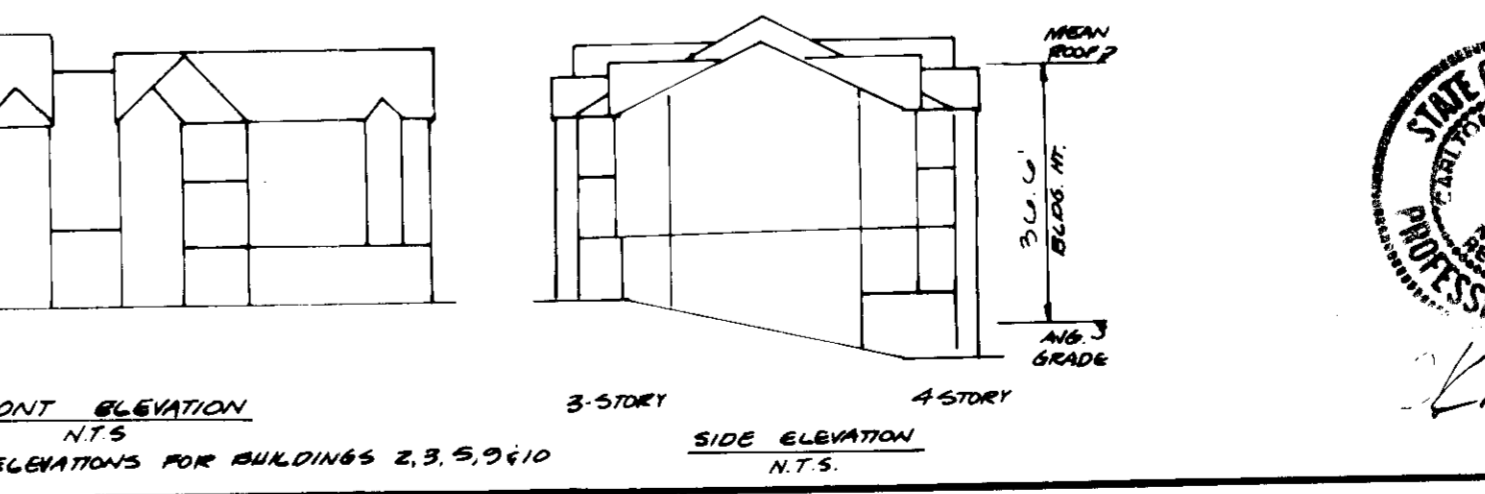 MEAN
ROOF
36.6'
BLDG. HT.
AVG.
GRADE
ONT ELEVATION
N.T.S
ELEVATIONS FOR BUILDINGS 2,3,5,9 & 10
3-STORY
4 STORY
SIDE ELEVATION
N.T.S.
STATE
CARLTON
PROFESS